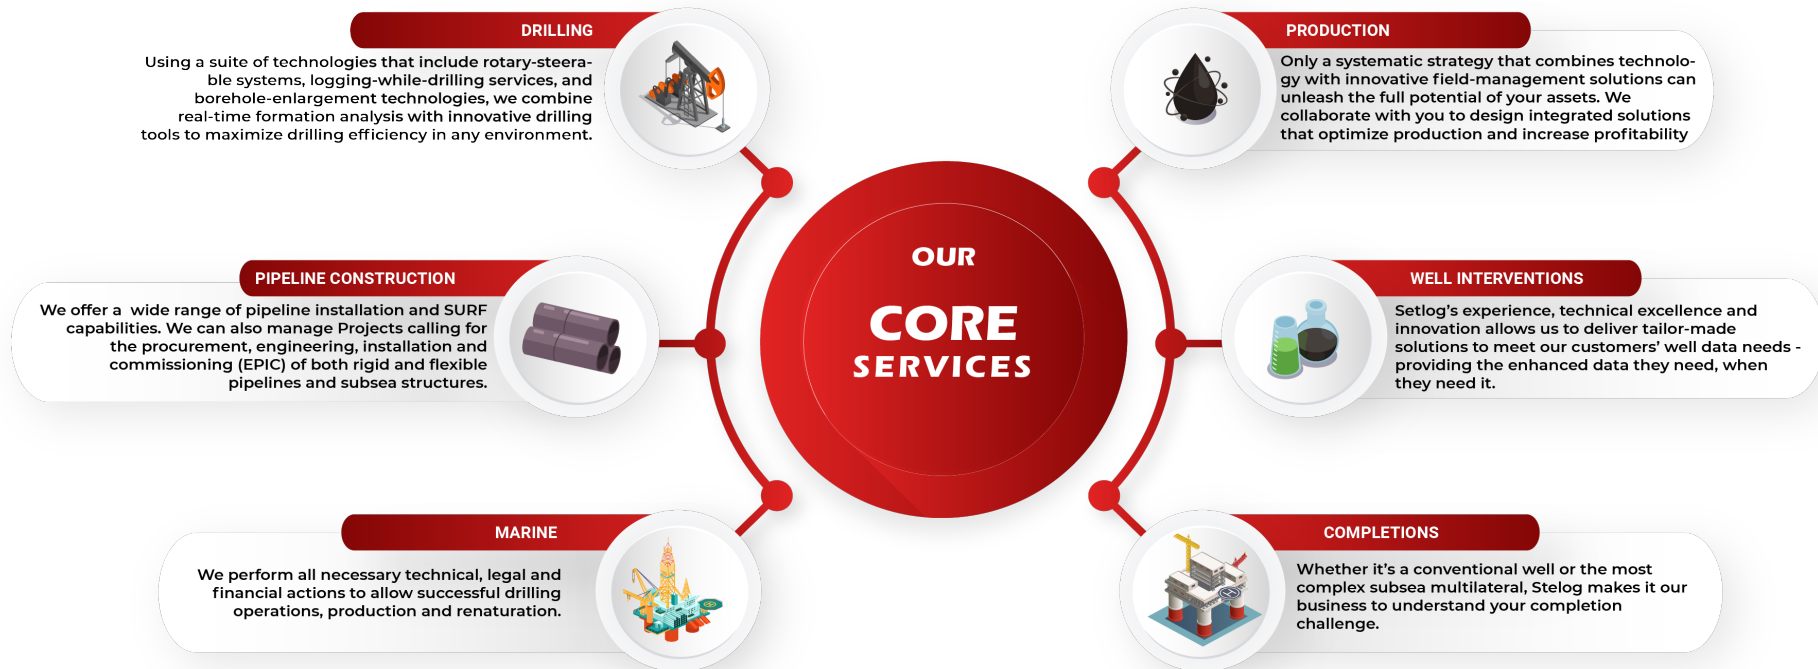 DRILLING
Using a suite of technologies that include rotary-steera-
ble systems, logging-while-drilling services, and
borehole-enlargement technologies, we combine
real-time formation analysis with innovative drilling
tools to maximize drilling efficiency in any environment.
PIPELINE CONSTRUCTION
We offer a  wide range of pipeline installation and SURF
capabilities. We can also manage Projects calling for
the procurement, engineering, installation and
commissioning (EPIC) of both rigid and flexible
pipelines and subsea structures.
MARINE
We perform all necessary technical, legal and
financial actions to allow successful drilling
operations, production and renaturation.
OUR
CORE
SERVICES
PRODUCTION
Only a systematic strategy that combines technolo-
gy with innovative field-management solutions can
unleash the full potential of your assets. We
collaborate with you to design integrated solutions
that optimize production and increase profitability
WELL INTERVENTIONS
Setlog’s experience, technical excellence and
innovation allows us to deliver tailor-made
solutions to meet our customers’ well data needs -
providing the enhanced data they need, when
they need it.
COMPLETIONS
Whether it’s a conventional well or the most
complex subsea multilateral, Stelog makes it our
business to understand your completion
challenge.
H